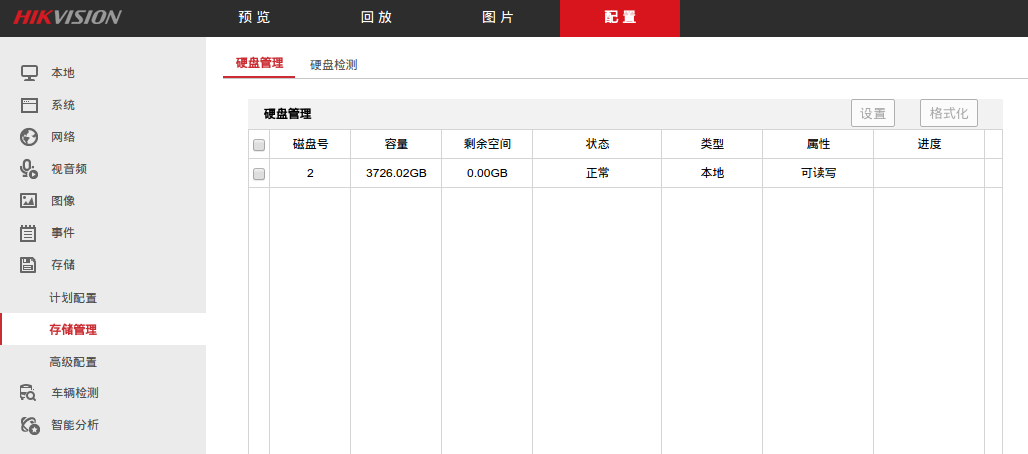 HIKVISION 预览 回放 图片 配置
硬盘管理 硬盘检测
本地
系统
网络
视音频
图像
事件
存储
计划配置
存储管理
高级配置
车辆检测
智能分析
硬盘管理 设置 格式化
磁盘号 容量 剩余空间 状态 类型 属性 进度
2 3726.02GB 0.00GB 正常 本地 可读写